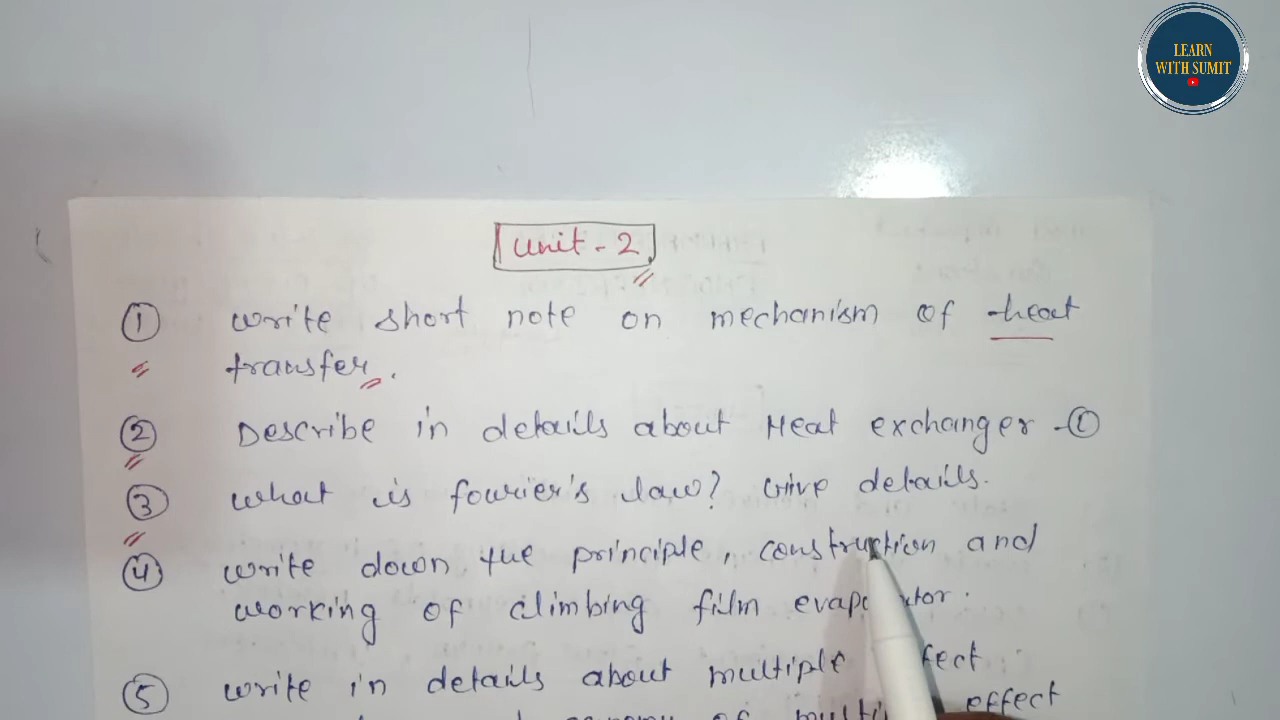 LEARN
WITH SUMIT
Unit - 2
1 Write short note on mechanism of heat
transfer.
2 Describe in details about Heat exchanger - 1
3 What is fourier's law? Give details.
4 Write down the principle, construction and
working of climbing film
5 Write in details about multiple
of effect